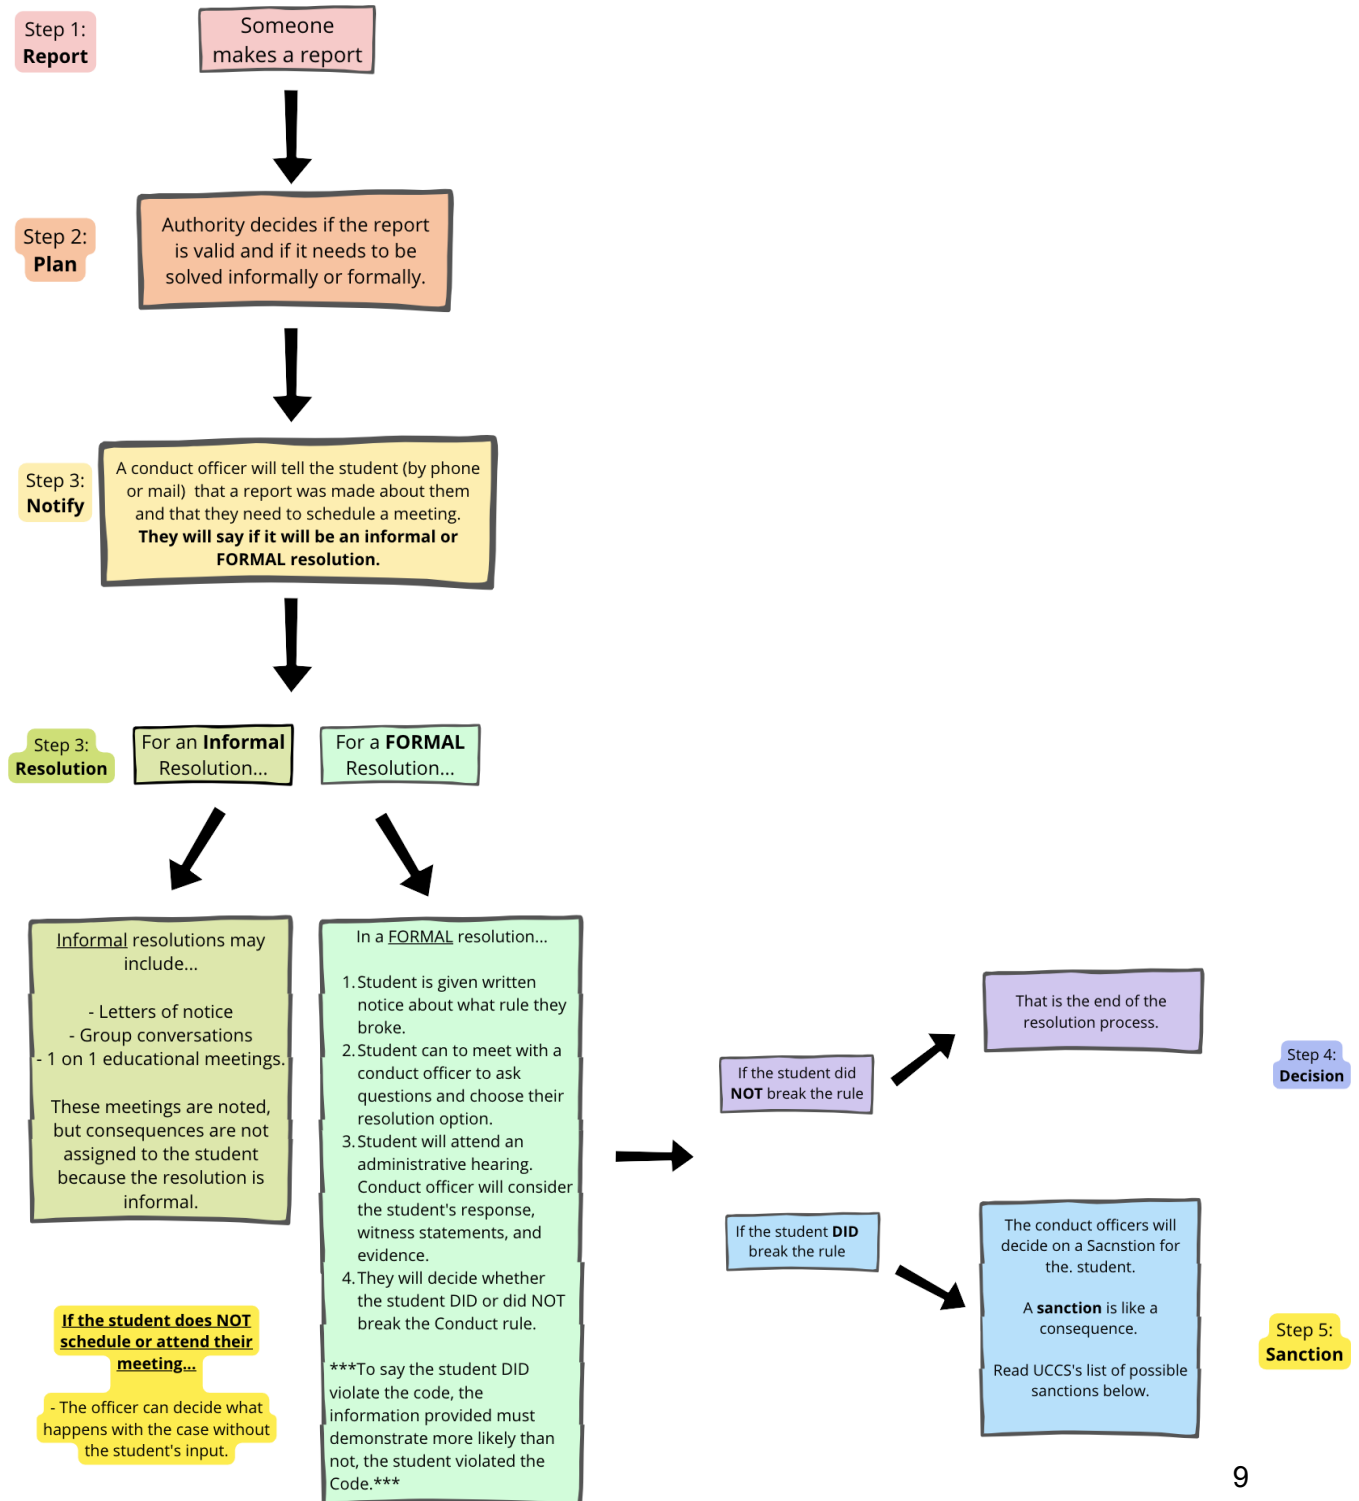 Step 1:
Report
Someone
makes a report
Step 2:
Plan
Authority decides if the report
is valid and if it needs to be
solved informally or formally.
Step 3:
Notify
A conduct officer will tell the student (by phone
or mail)  that a report was made about them
and that they need to schedule a meeting.
They will say if it will be an informal or
FORMAL resolution.
Step 3:
Resolution
For an Informal
Resolution...
For a FORMAL
Resolution...
Informal resolutions may
include...
- Letters of notice
- Group conversations
- 1 on 1 educational meetings.
These meetings are noted,
but consequences are not
assigned to the student
because the resolution is
informal.
If the student does NOT
schedule or attend their
meeting...
- The officer can decide what
happens with the case without
the student's input.
In a FORMAL resolution...
1. Student is given written
notice about what rule they
broke.
2. Student can to meet with a
conduct officer to ask
questions and choose their
resolution option.
3. Student will attend an
administrative hearing.
Conduct officer will consider
the student's response,
witness statements, and
evidence.
4. They will decide whether
the student DID or did NOT
break the Conduct rule.
***To say the student DID
violate the code, the
information provided must
demonstrate more likely than
not, the student violated the
Code.***
If the student did
NOT break the rule
That is the end of the
resolution process.
Step 4:
Decision
If the student DID
break the rule
The conduct officers will
decide on a Sacnstion for
the. student.
A sanction is like a
consequence.
Read UCCS's list of possible
sanctions below.
Step 5:
Sanction
9